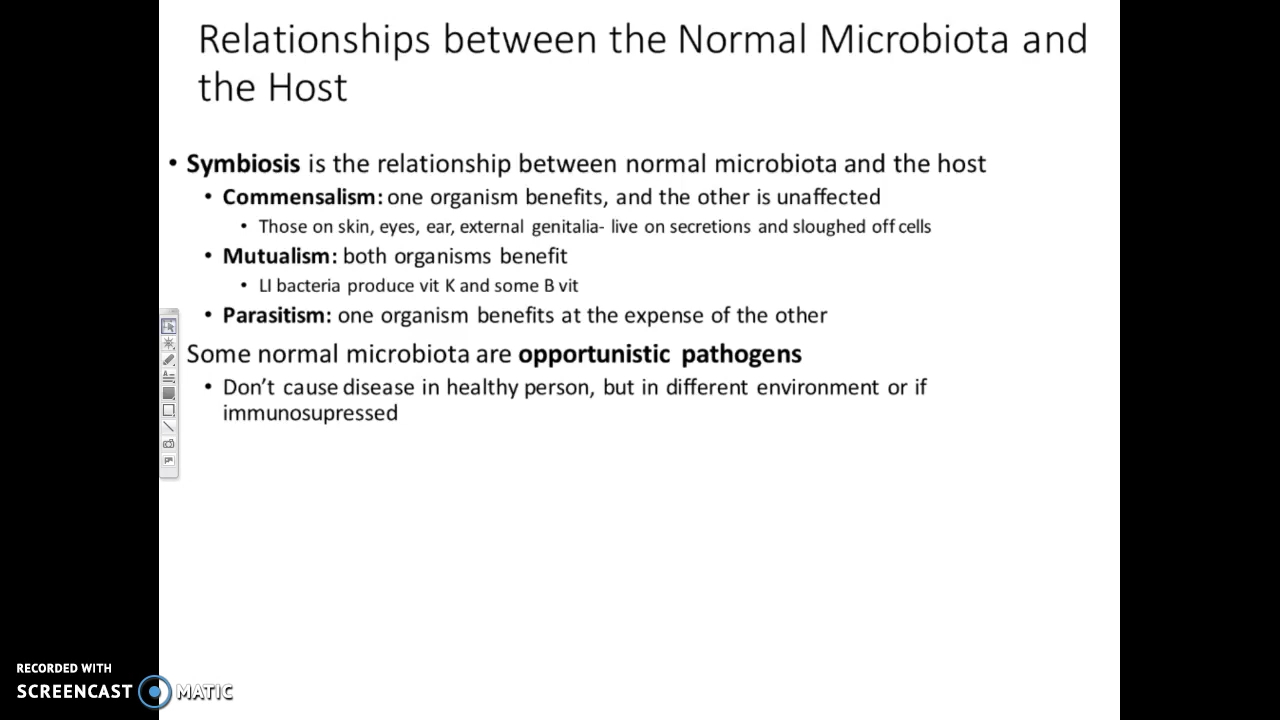 Relationships between the Normal Microbiota and
the Host
• Symbiosis is the relationship between normal microbiota and the host
• Commensalism: one organism benefits, and the other is unaffected
• Those on skin, eyes, ear, external genitalia- live on secretions and sloughed off cells
• Mutualism: both organisms benefit
• LI bacteria produce vit K and some B vit
• Parasitism: one organism benefits at the expense of the other
Some normal microbiota are opportunistic pathogens
• Don't cause disease in healthy person, but in different environment or if
immunosupressed
RECORDED WITH
SCREENCAST MATIC